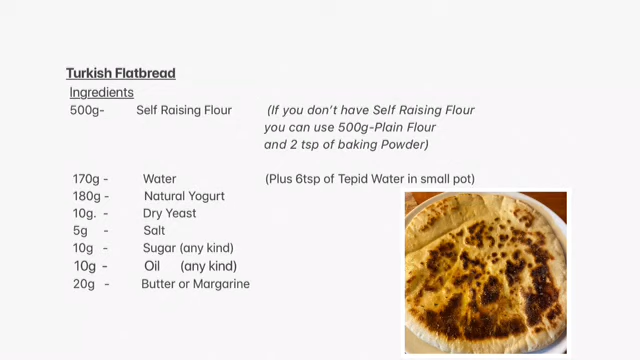 Turkish Flatbread
Ingredients
500g- Self Raising Flour (If you don't have Self Raising Flour
you can use 500g-Plain Flour
and 2 tsp of baking Powder)
170g - Water (Plus 6tsp of Tepid Water in small pot)
180g - Natural Yogurt
10g. - Dry Yeast
5g - Salt
10g - Sugar (any kind)
10g - Oil (any kind)
20g - Butter or Margarine